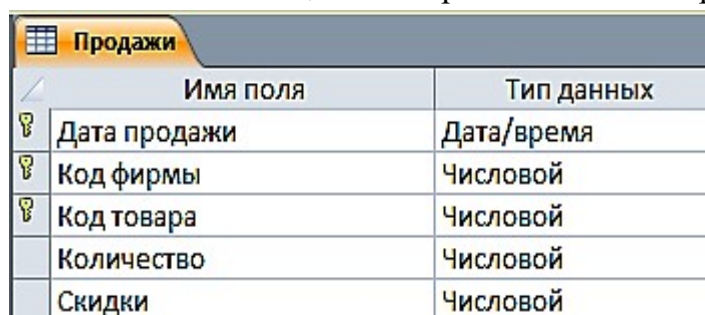 Продажи
Имя поля Тип данных
Дата продажи Дата/время
Код фирмы Числовой
Код товара Числовой
Количество Числовой
Скидки Числовой